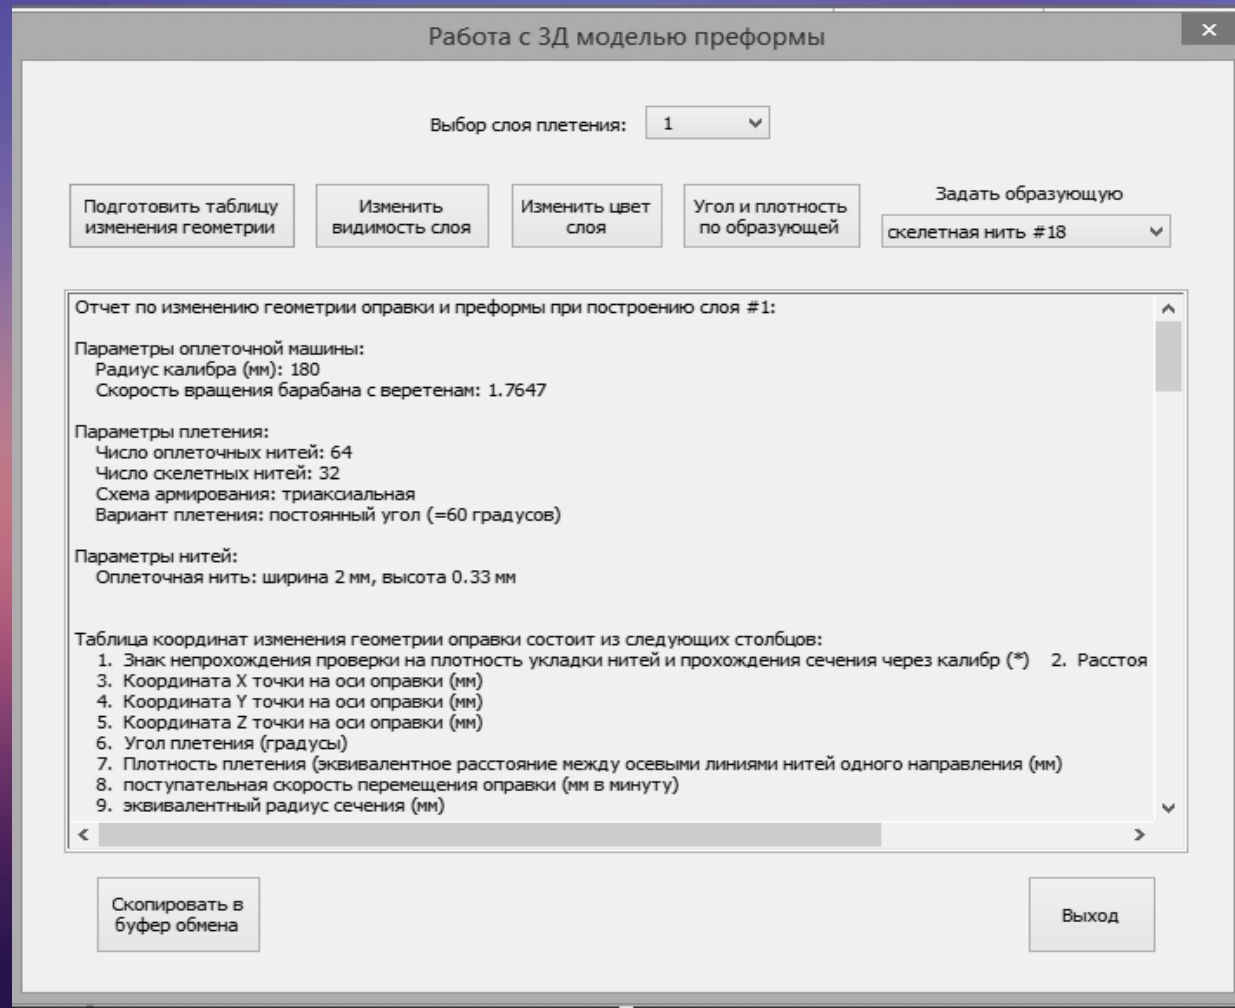 Работа с 3Д моделью преформы
×
Выбор слоя плетения: 1
Подготовить таблицу
изменения геометрии
Изменить
видимость слоя
Изменить цвет
слоя
Угол и плотность
по образующей
Задать образующую
скелетная нить #18
Отчет по изменению геометрии оправки и преформы при построению слоя #1:
Параметры оплеточной машины:
Радиус калибра (мм): 180
Скорость вращения барабана с веретенам: 1.7647
Параметры плетения:
Число оплеточных нитей: 64
Число скелетных нитей: 32
Схема армирования: триаксиальная
Вариант плетения: постоянный угол (=60 градусов)
Параметры нитей:
Оплеточная нить: ширина 2 мм, высота 0.33 мм
Таблица координат изменения геометрии оправки состоит из следующих столбцов:
1. Знак непрохождения проверки на плотность укладки нитей и прохождения сечения через калибр (*) 2. Расстоя
3. Координата X точки на оси оправки (мм)
4. Координата Y точки на оси оправки (мм)
5. Координата Z точки на оси оправки (мм)
6. Угол плетения (градусы)
7. Плотность плетения (эквивалентное расстояние между осевыми линиями нитей одного направления (мм)
8. поступательная скорость перемещения оправки (мм в минуту)
9. эквивалентный радиус сечения (мм)
Скопировать в
буфер обмена
Выход